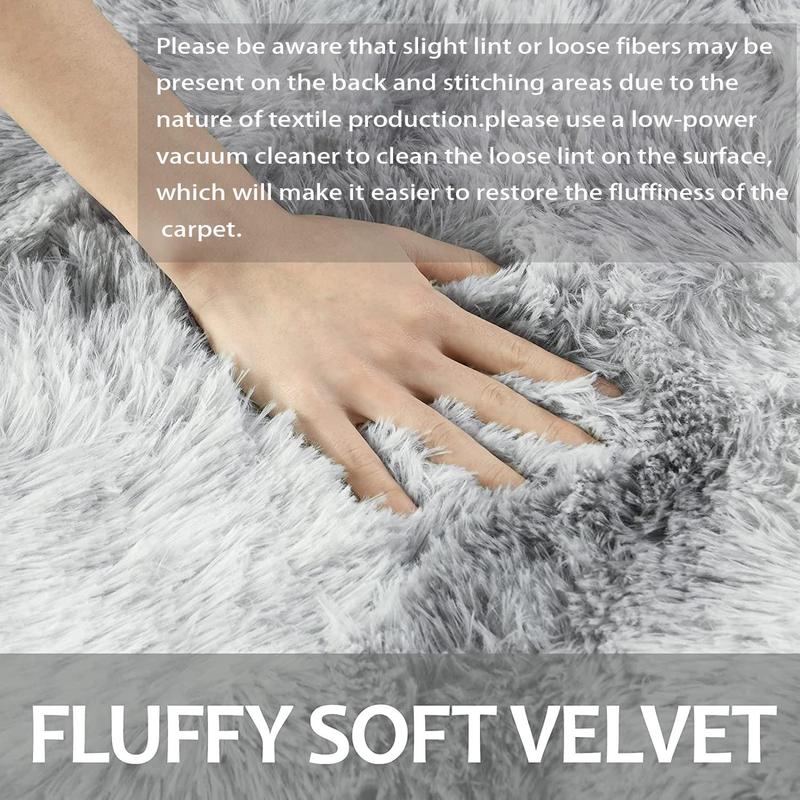 Please be aware that slight lint or loose fibers may be
present on the back and stitching areas due to the
nature of textile production.please use a low-power
vacuum cleaner to clean the loose lint on the surface,
which will make it easier to restore the fluffiness of the
carpet.
FLUFFY SOFT VELVET